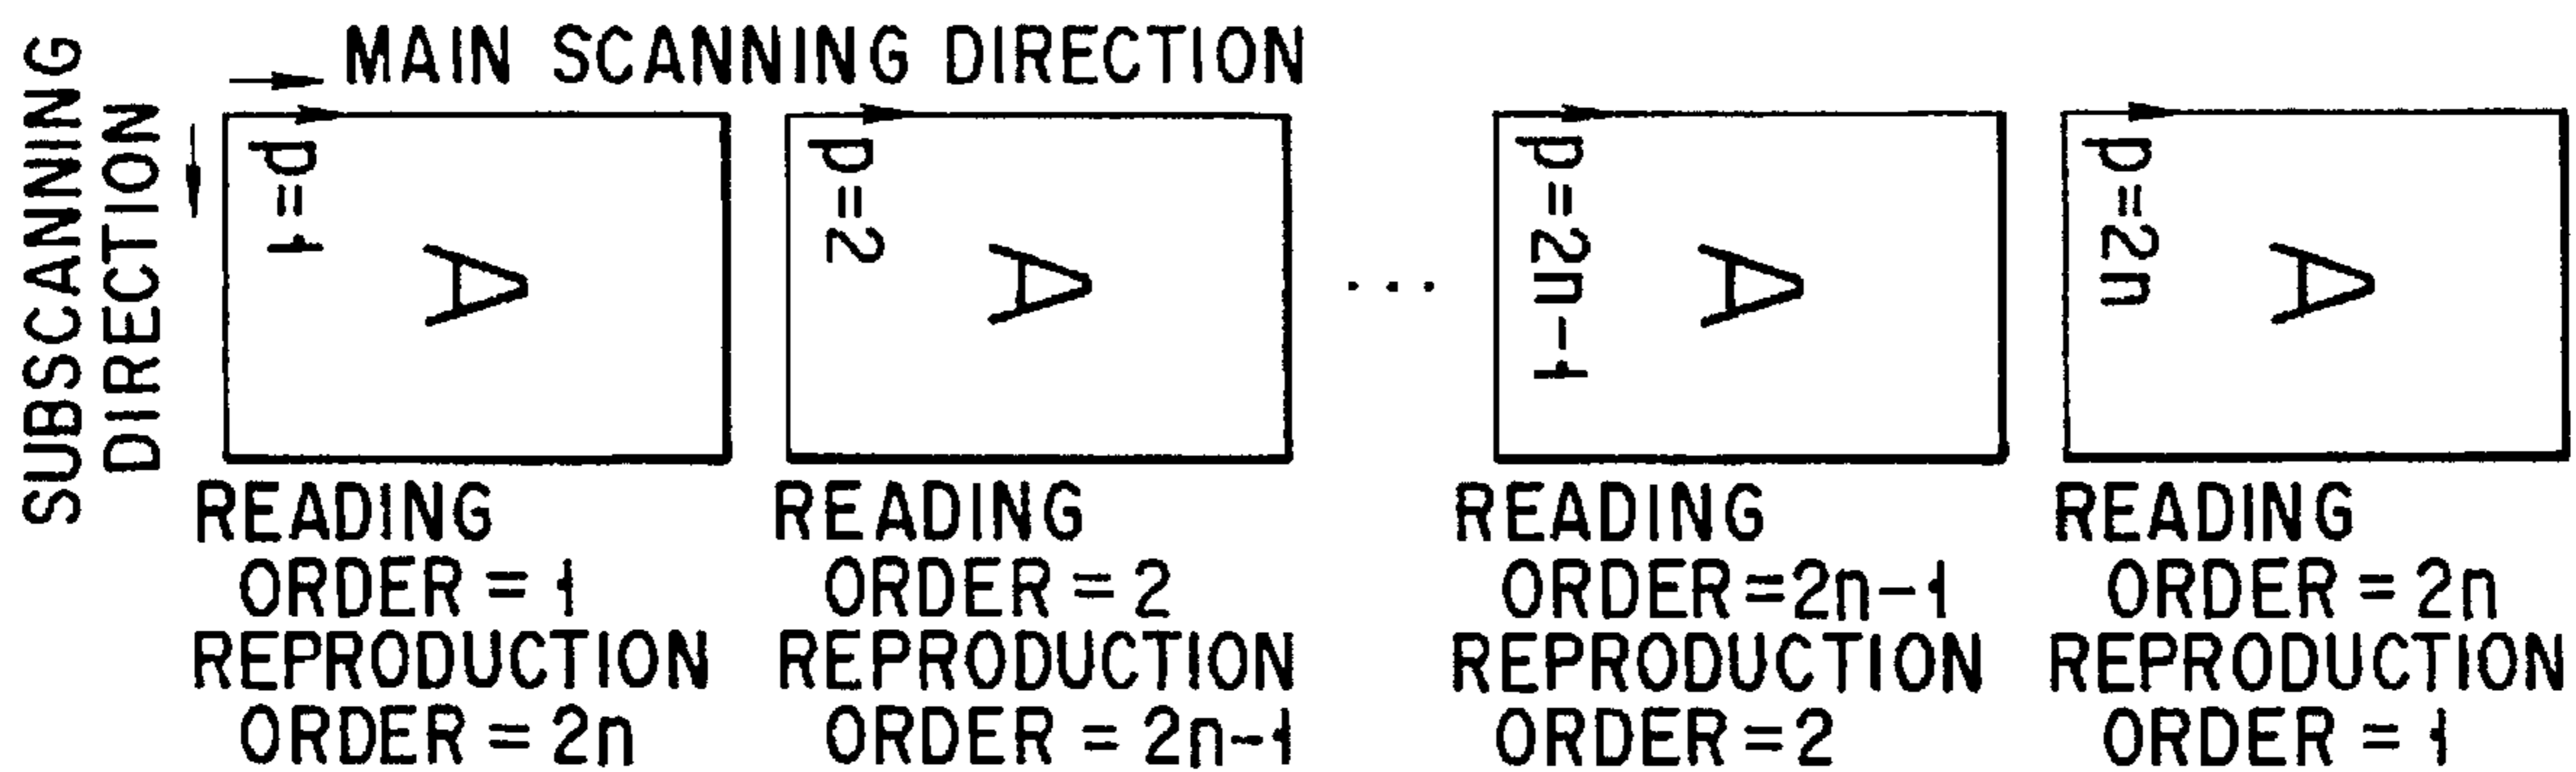 MAIN SCANNING DIRECTION
SUBSCANNING
DIRECTION
p=1
A
p=2
A
...
p=2n-1
A
p=2n
A
READING
ORDER = 1
REPRODUCTION
ORDER = 2n
READING
ORDER = 2
REPRODUCTION
ORDER = 2n-1
READING
ORDER=2n-1
REPRODUCTION
ORDER=2
READING
ORDER = 2n
REPRODUCTION
ORDER = 1